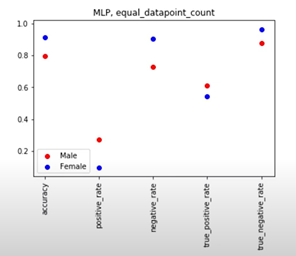 MLP, equal_datapoint_count
1.0
0.8
0.6
0.4
0.2
Male
Female
accuracy
positive_rate
negative_rate
true_positive_rate
true_negative_rate